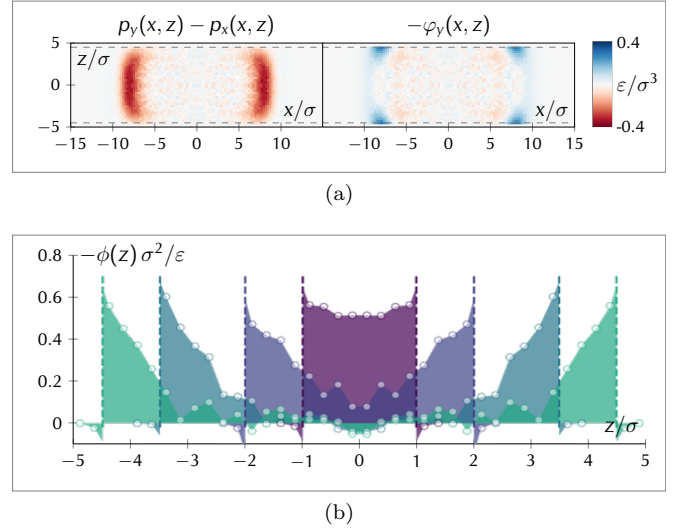 p_y(x, z) − p_x(x, z)
−φ_y(x, z)
5
0
−5
z/σ
x/σ
x/σ
0.4
ε/σ³
-0.4
−15 −10 −5 0 5 10 −15 −10 −5 0 5 10 15
(a)
−ϕ(z) σ²/ε
0.8
0.6
0.4
0.2
0
z/σ
−5 −4 −3 −2 −1 0 1 2 3 4 5
(b)